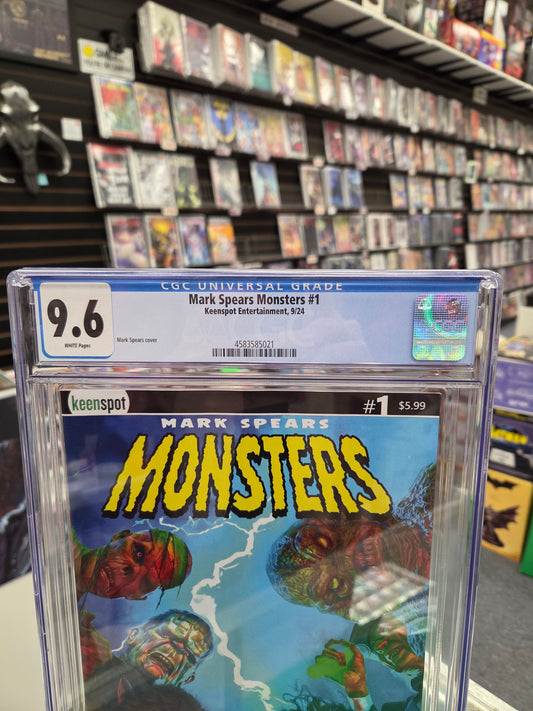 CGC UNIVERSAL GRADE
9.6
WHITE Pages
Mark Spears Monsters #1
Keenspot Entertainment, 9/24
Mark Spears cover
4583585021
keenspot
#1 $5.99
MARK SPEARS
MONSTERS